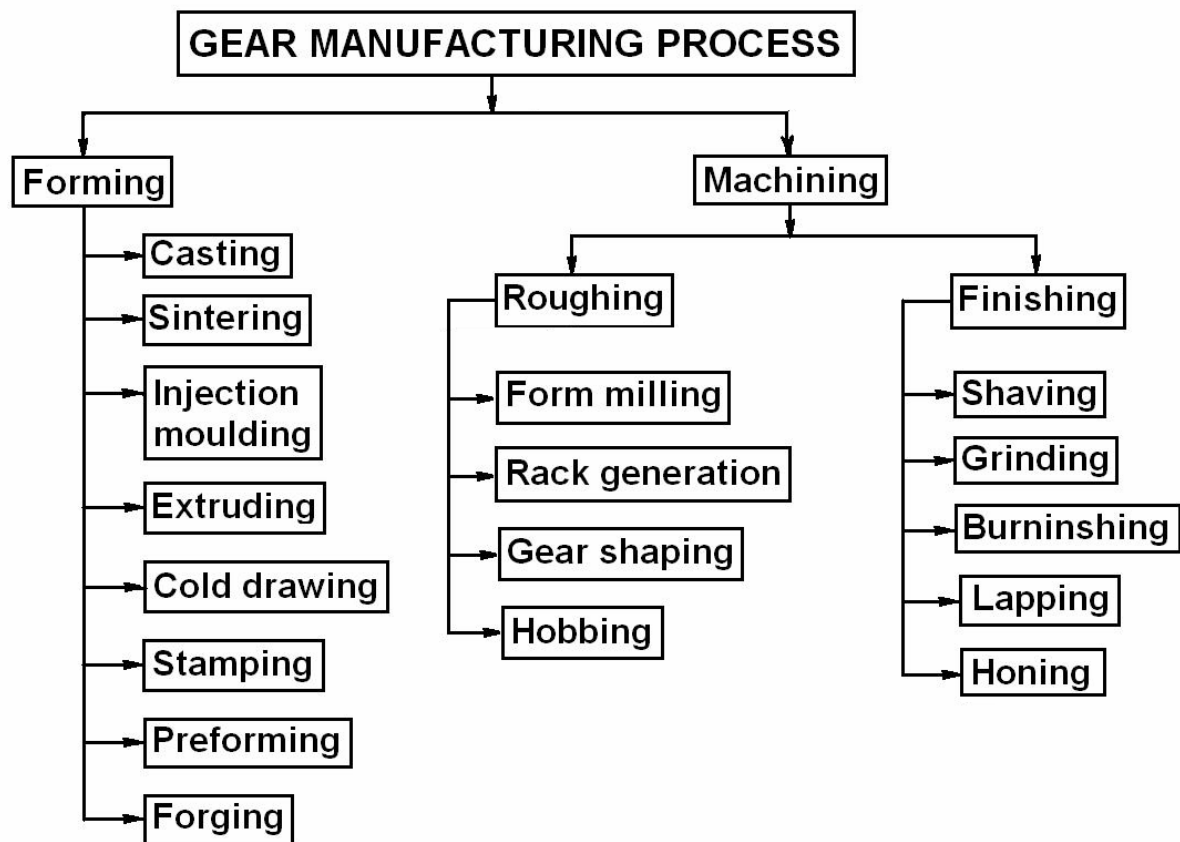 GEAR MANUFACTURING PROCESS
Forming
Casting
Sintering
Injection
moulding
Extruding
Cold drawing
Stamping
Preforming
Forging
Machining
Roughing
Form milling
Rack generation
Gear shaping
Hobbing
Finishing
Shaving
Grinding
Burninshing
Lapping
Honing